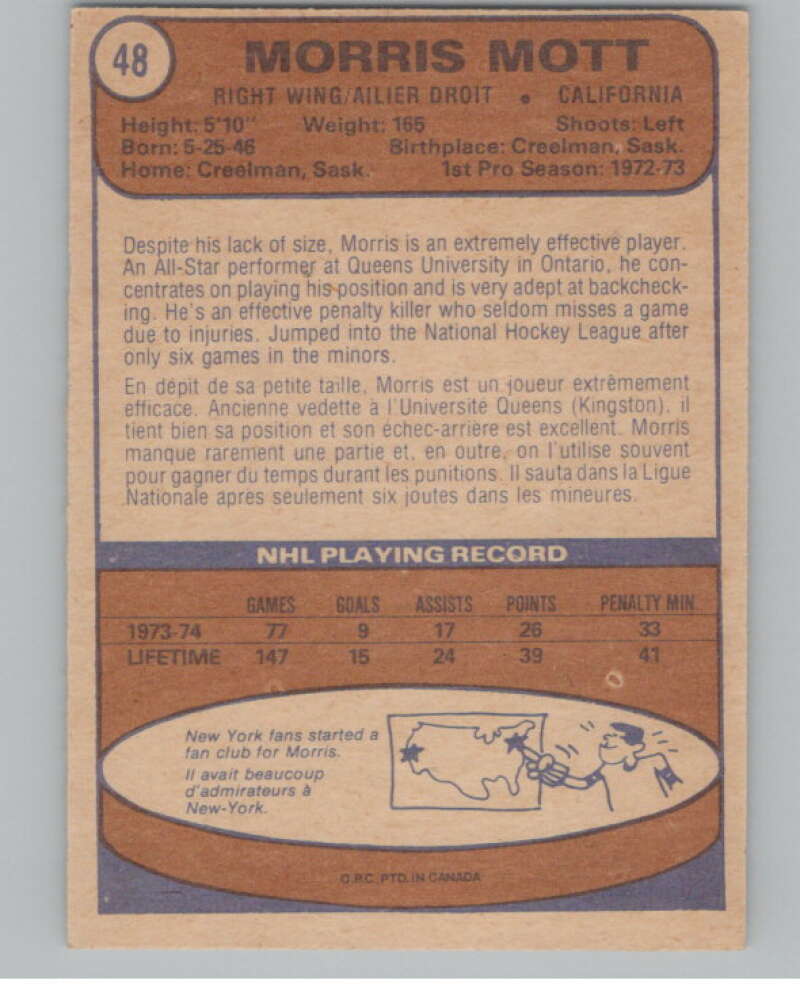 48
MORRIS MOTT
RIGHT WING/AILIER DROIT • CALIFORNIA
Height: 5'10" Weight: 165 Shoots: Left
Born: 5-25-46 Birthplace: Creelman, Sask.
Home: Creelman, Sask. 1st Pro Season: 1972-73
Despite his lack of size, Morris is an extremely effective player.
An All-Star performer at Queens University in Ontario, he con-
centrates on playing his position and is very adept at backcheck-
ing. He's an effective penalty killer who seldom misses a game
due to injuries. Jumped into the National Hockey League after
only six games in the minors.
En dépit de sa petite taille, Morris est un joueur extrêmement
efficace. Ancienne vedette à l'Université Queens (Kingston), il
tient bien sa position et son échec-arrière est excellent. Morris
manque rarement une partie et, en outre, on l'utilise souvent
pour gagner du temps durant les punitions. Il sauta dans la Ligue
Nationale après seulement six joutes dans les mineures.
NHL PLAYING RECORD
GAMES GOALS ASSISTS POINTS PENALTY MIN
1973-74 77 9 17 26 33
LIFETIME 147 15 24 39 41
New York fans started a
fan club for Morris.
Il avait beaucoup
d'admirateurs à
New-York.
O.P.C. PTD. IN CANADA